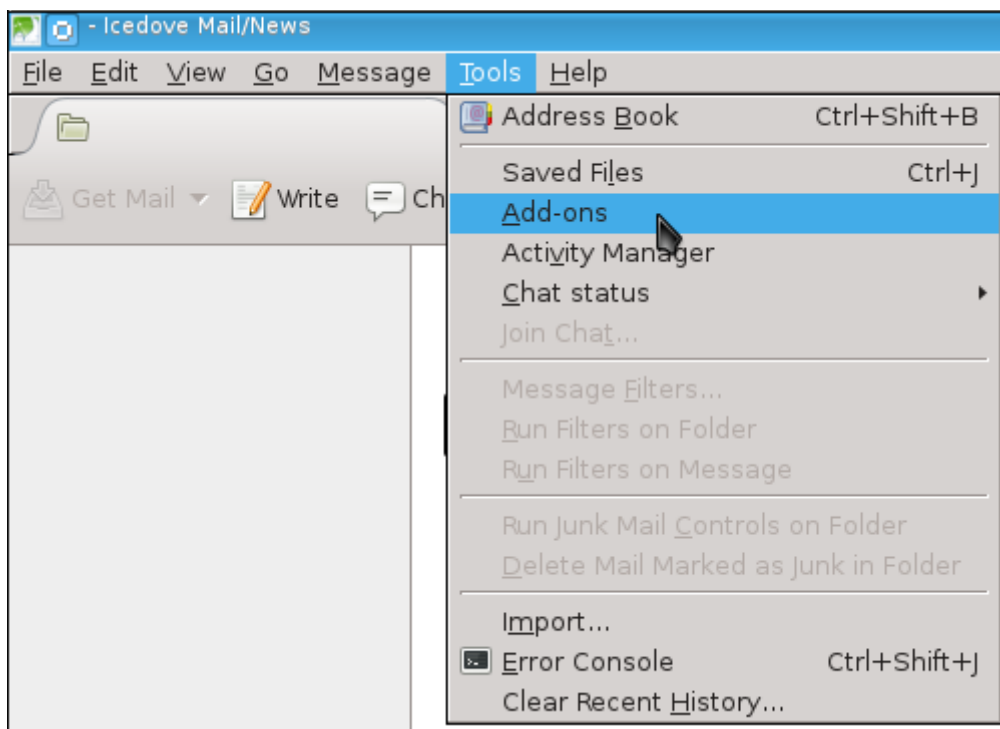 - Icedove Mail/News
File Edit View Go Message Tools Help
Address Book Ctrl+Shift+B
Saved Files Ctrl+J
Get Mail Write Ch
Add-ons
Activity Manager
Chat status
Join Chat...
Message Filters...
Run Filters on Folder
Run Filters on Message
Run Junk Mail Controls on Folder
Delete Mail Marked as Junk in Folder
Import...
Error Console Ctrl+Shift+J
Clear Recent History...